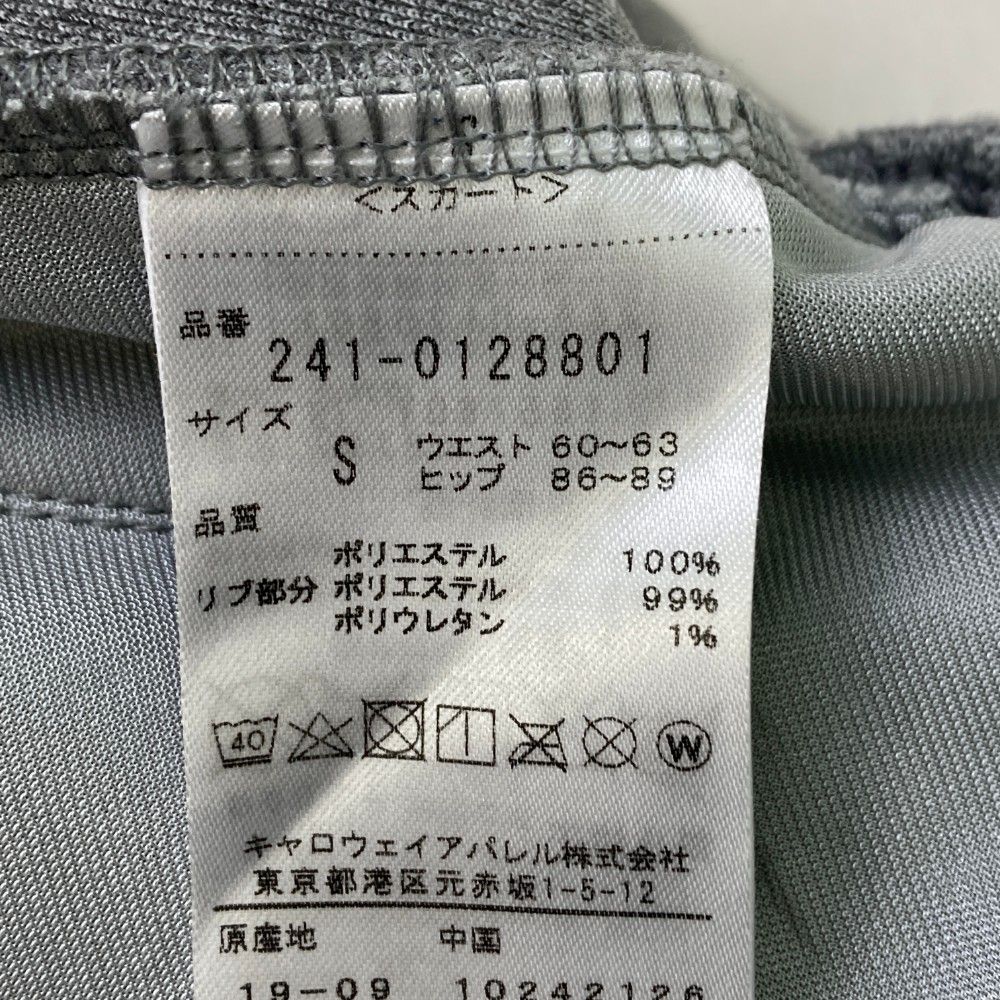 ＜スカート＞
品番
241-0128801
サイズ
S ウエスト 60～63
ヒップ 86～89
品質
ポリエステル 100%
リブ部分 ポリエステル 99%
ポリウレタン 1%
40 W
キャロウェイアパレル株式会社
東京都港区元赤坂1-5-12
原産地 中国
19-09 10242126